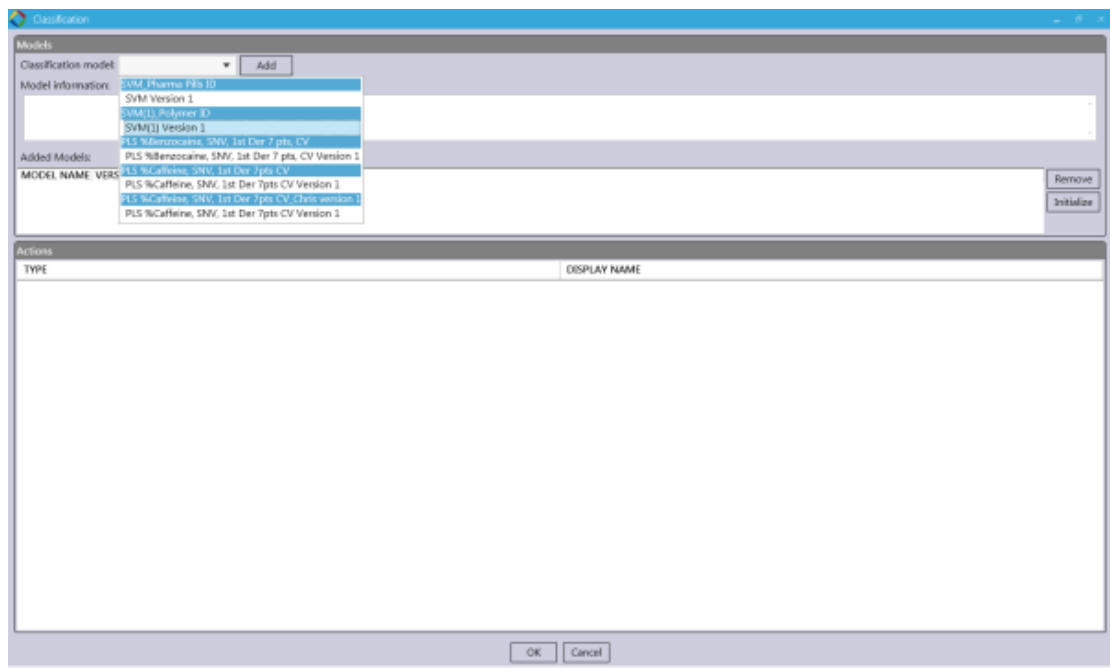 Classification
Models
Classification model: Add
Model information:
SVM_Pharma Pills ID
SVM Version 1
SVM(1)_Polymer ID
SVM(1) Version 1
PLS %Benzocaine, SNV, 1st Der 7 pts, CV
PLS %Benzocaine, SNV, 1st Der 7 pts, CV Version 1
PLS %Caffeine, SNV, 1st Der 7pts CV
PLS %Caffeine, SNV, 1st Der 7pts CV Version 1
PLS %Caffeine, SNV, 1st Der 7pts CV_Chris version 1
PLS %Caffeine, SNV, 1st Der 7pts CV Version 1
Added Models:
MODEL NAME VERS
Remove
Initialize
Actions
TYPE DISPLAY NAME
OK Cancel